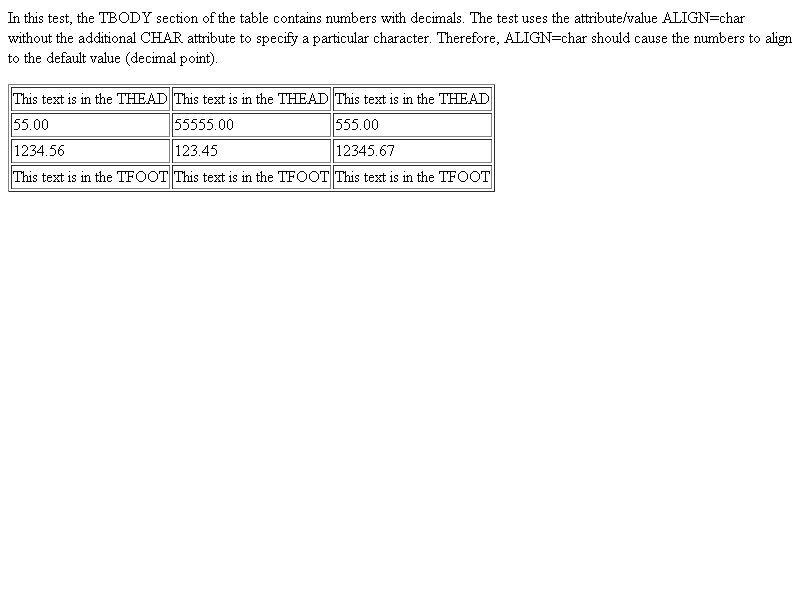 In this test, the TBODY section of the table contains numbers with decimals. The test uses the attribute/value ALIGN=char
without the additional CHAR attribute to specify a particular character. Therefore, ALIGN=char should cause the numbers to align
to the default value (decimal point).
This text is in the THEAD This text is in the THEAD This text is in the THEAD
55.00 55555.00 555.00
1234.56 123.45 12345.67
This text is in the TFOOT This text is in the TFOOT This text is in the TFOOT